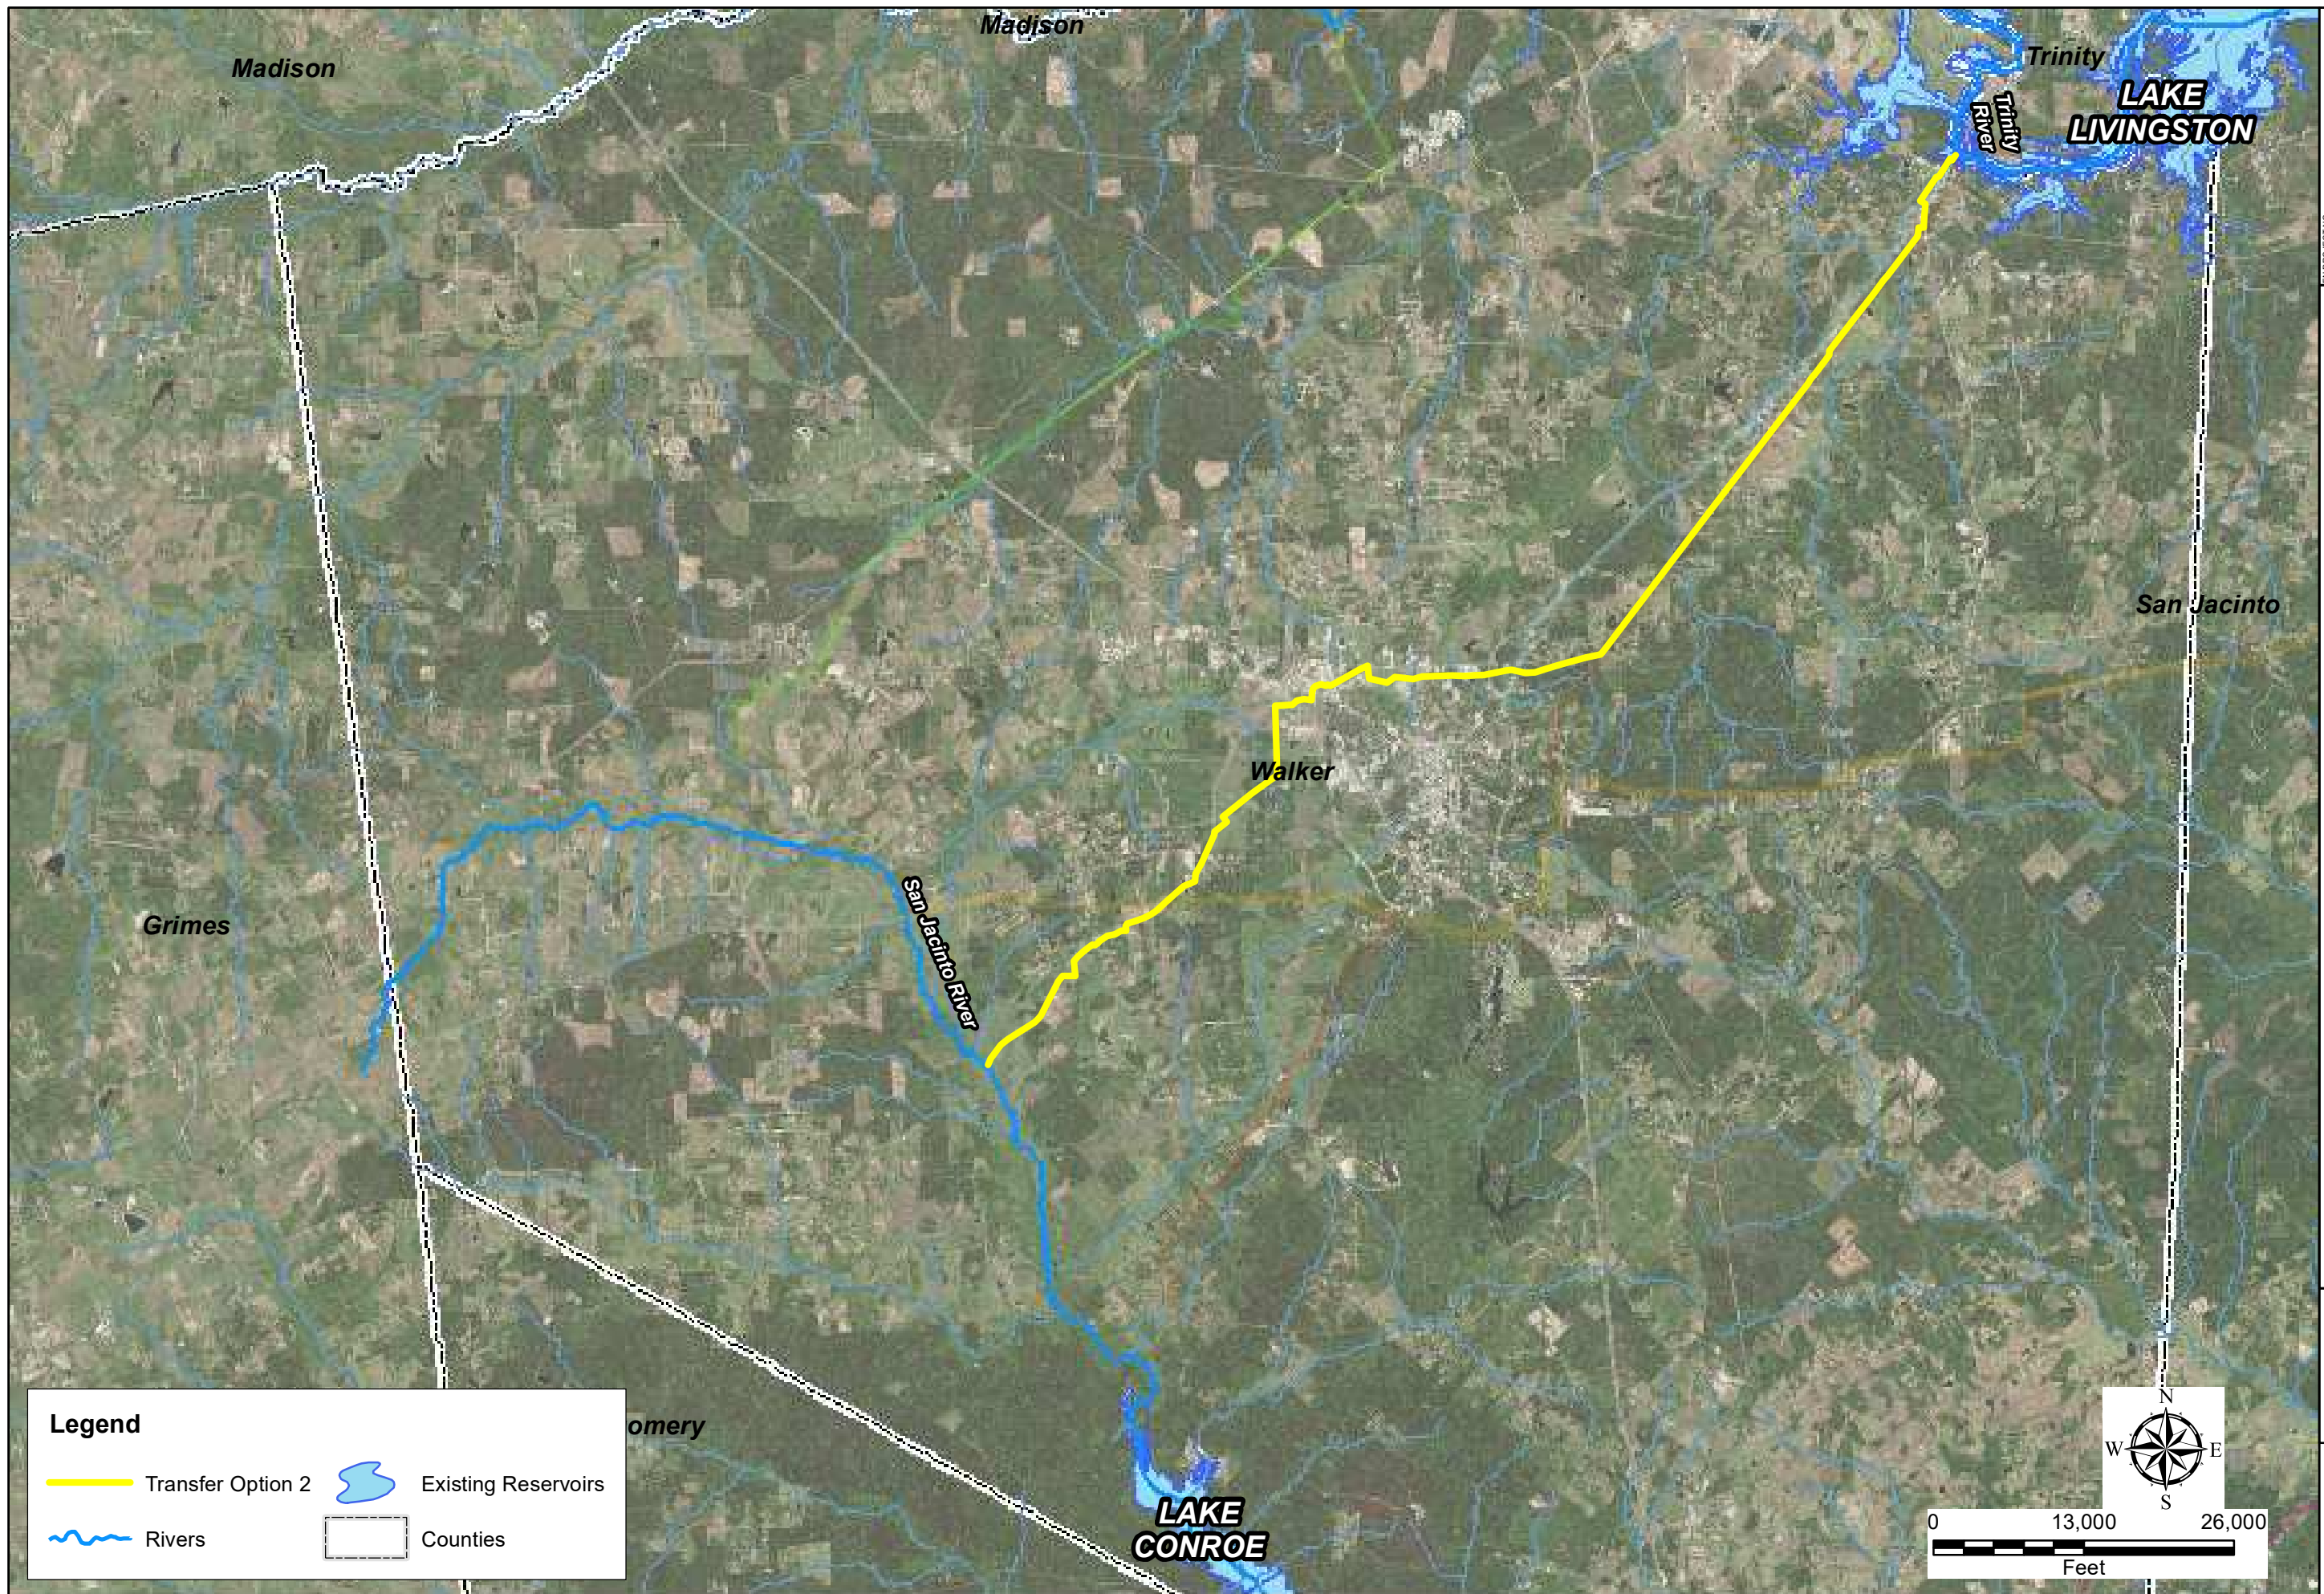 Madison
Madison
Trinity
LAKE
LIVINGSTON
Trinity
River
San Jacinto
Walker
San Jacinto River
Grimes
omery
LAKE
CONROE
Legend
Transfer Option 2
Existing Reservoirs
Rivers
Counties
N
W
E
S
0 13,000 26,000
Feet